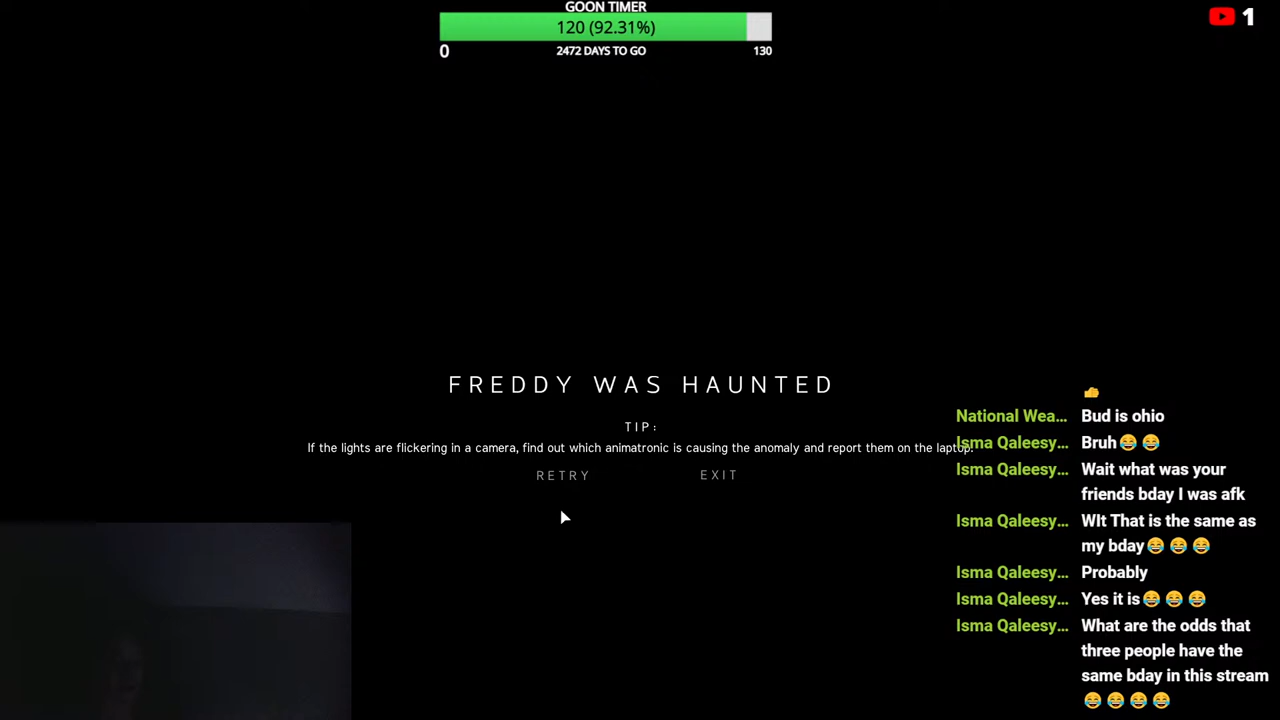 GOON TIMER
120 (92.31%)
0
2472 DAYS TO GO
130
1
FREDDY WAS HAUNTED
TIP:
If the lights are flickering in a camera, find out which animatronic is causing the anomaly and report them on the laptop.
RETRY
EXIT
👍
National Wea... Bud is ohio
Isma Qaleesy... Bruh😂 😂
Isma Qaleesy... Wait what was your
friends bday I was afk
Isma Qaleesy... WIt That is the same as
my bday😂 😂 😂
Isma Qaleesy... Probably
Isma Qaleesy... Yes it is😂 😂 😂
Isma Qaleesy... What are the odds that
three people have the
same bday in this stream
😂 😂 😂 😂